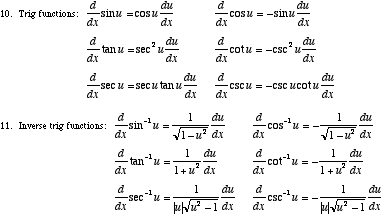 10. Trig functions: d/dx sin u = cos u du/dx d/dx cos u = −sin u du/dx
d/dx tan u = sec² u du/dx d/dx cot u = −csc² u du/dx
d/dx sec u = sec u tan u du/dx d/dx csc u = −csc u cot u du/dx
11. Inverse trig functions: d/dx sin⁻¹ u = 1/√(1−u²) du/dx d/dx cos⁻¹ u = −1/√(1−u²) du/dx
d/dx tan⁻¹ u = 1/(1+u²) du/dx d/dx cot⁻¹ u = −1/(1+u²) du/dx
d/dx sec⁻¹ u = 1/(|u|√(u²−1)) du/dx d/dx csc⁻¹ u = −1/(|u|√(u²−1)) du/dx